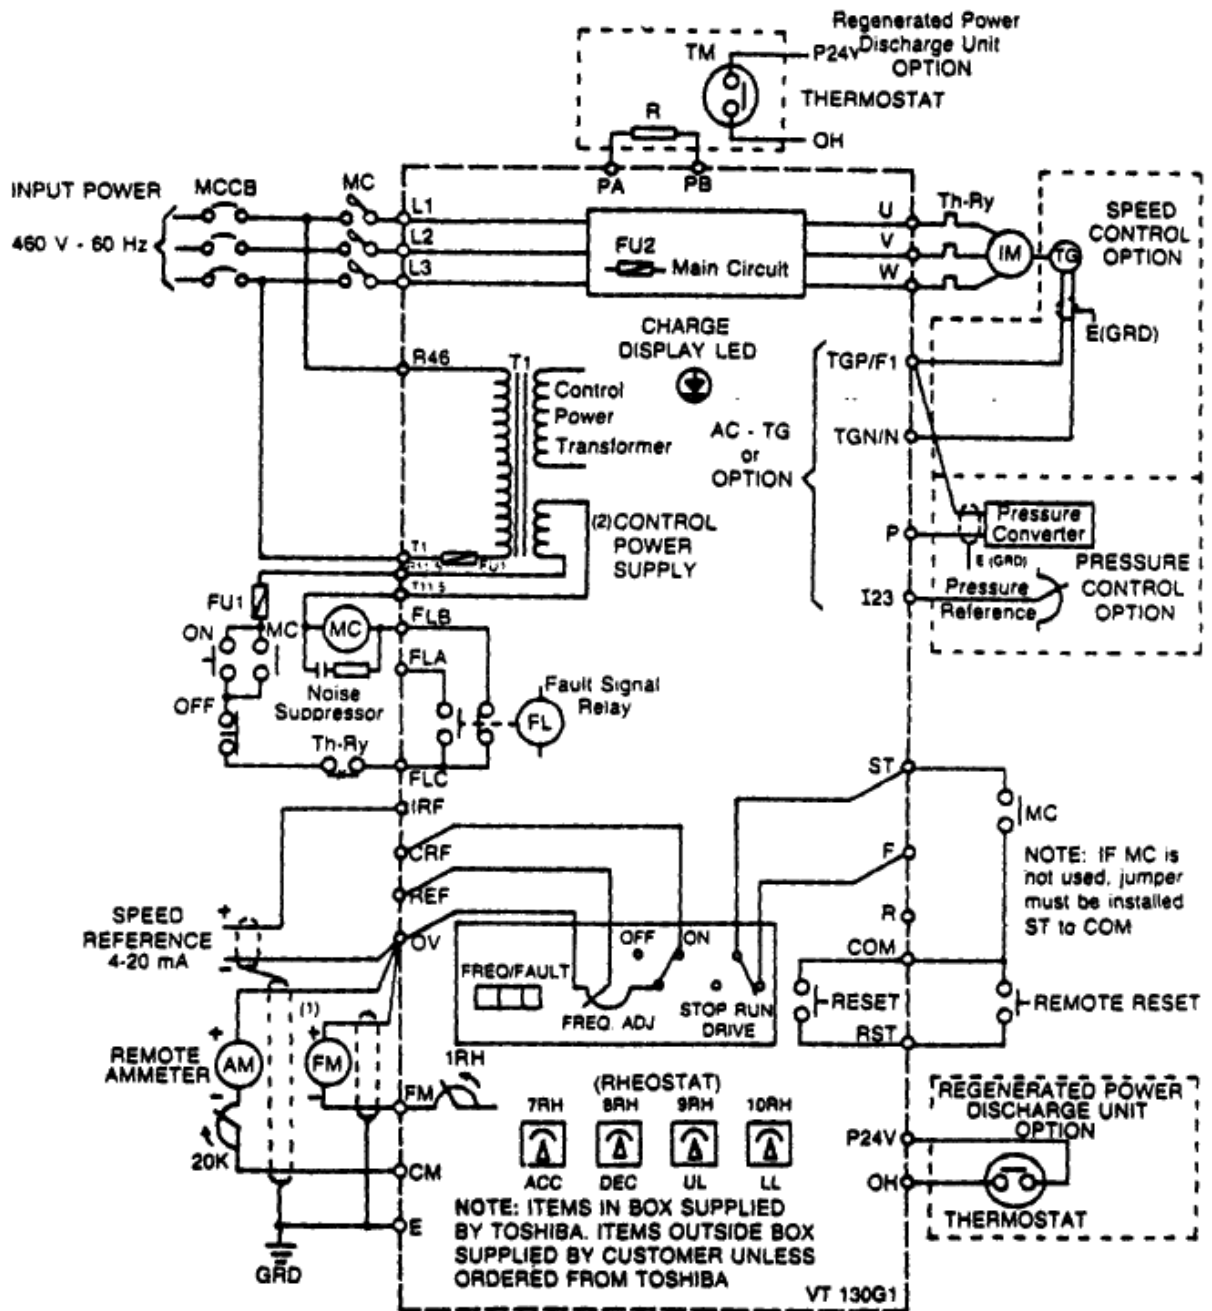 Regenerated Power
Discharge Unit
OPTION
TM
P24V
THERMOSTAT
R
OH
PA
PB
INPUT POWER
MCCB
MC
460 V - 60 Hz
L1
L2
L3
FU2
Main Circuit
U
V
W
Th-Ry
IM
TG
SPEED
CONTROL
OPTION
E(GRD)
CHARGE
DISPLAY LED
R46
T1
Control
Power
Transformer
AC - TG
or
OPTION
TGP/F1
TGN/N
(2) CONTROL
POWER
SUPPLY
P
Pressure
Converter
E (GRD)
I23
Pressure
Reference
PRESSURE
CONTROL
OPTION
T1
FU1
T11.5
FU1
ON
MC
MC
FLB
FLA
OFF
Noise
Suppressor
Fault Signal
Relay
FL
Th-Ry
FLC
IRF
CRF
REF
OV
ST
MC
F
NOTE: IF MC is
not used, jumper
must be installed
ST to COM
R
COM
SPEED
REFERENCE
4-20 mA
+
-
OFF
ON
FREQ/FAULT
FREQ. ADJ
STOP RUN
DRIVE
RESET
REMOTE RESET
RST
(1)
+
+
REMOTE
AMMETER
AM
FM
-
-
20K
FM
1RH
CM
E
GRD
(RHEOSTAT)
7RH 8RH 9RH 10RH
ACC DEC UL LL
NOTE: ITEMS IN BOX SUPPLIED
BY TOSHIBA. ITEMS OUTSIDE BOX
SUPPLIED BY CUSTOMER UNLESS
ORDERED FROM TOSHIBA
VT 130G1
REGENERATED POWER
DISCHARGE UNIT
OPTION
P24V
OH
THERMOSTAT